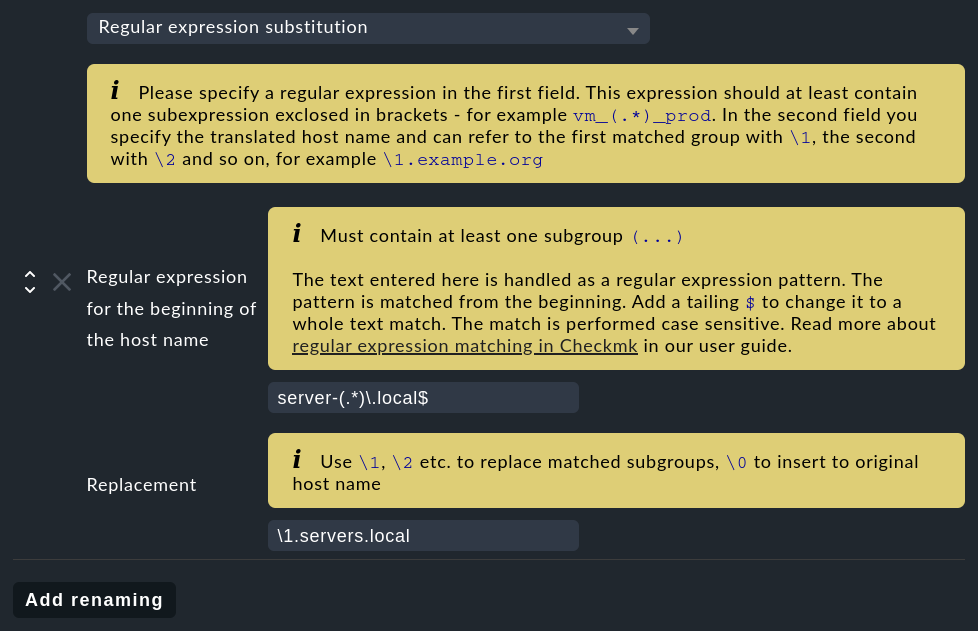 Regular expression substitution
i Please specify a regular expression in the first field. This expression should at least contain
one subexpression exclosed in brackets - for example vm_(.*)_prod. In the second field you
specify the translated host name and can refer to the first matched group with \1, the second
with \2 and so on, for example \1.example.org
i Must contain at least one subgroup (...)
The text entered here is handled as a regular expression pattern. The
pattern is matched from the beginning. Add a tailing $ to change it to a
whole text match. The match is performed case sensitive. Read more about
regular expression matching in Checkmk in our user guide.
Regular expression
for the beginning of
the host name
server-(.*)\.local$
i Use \1, \2 etc. to replace matched subgroups, \0 to insert to original
host name
Replacement
\1.servers.local
Add renaming